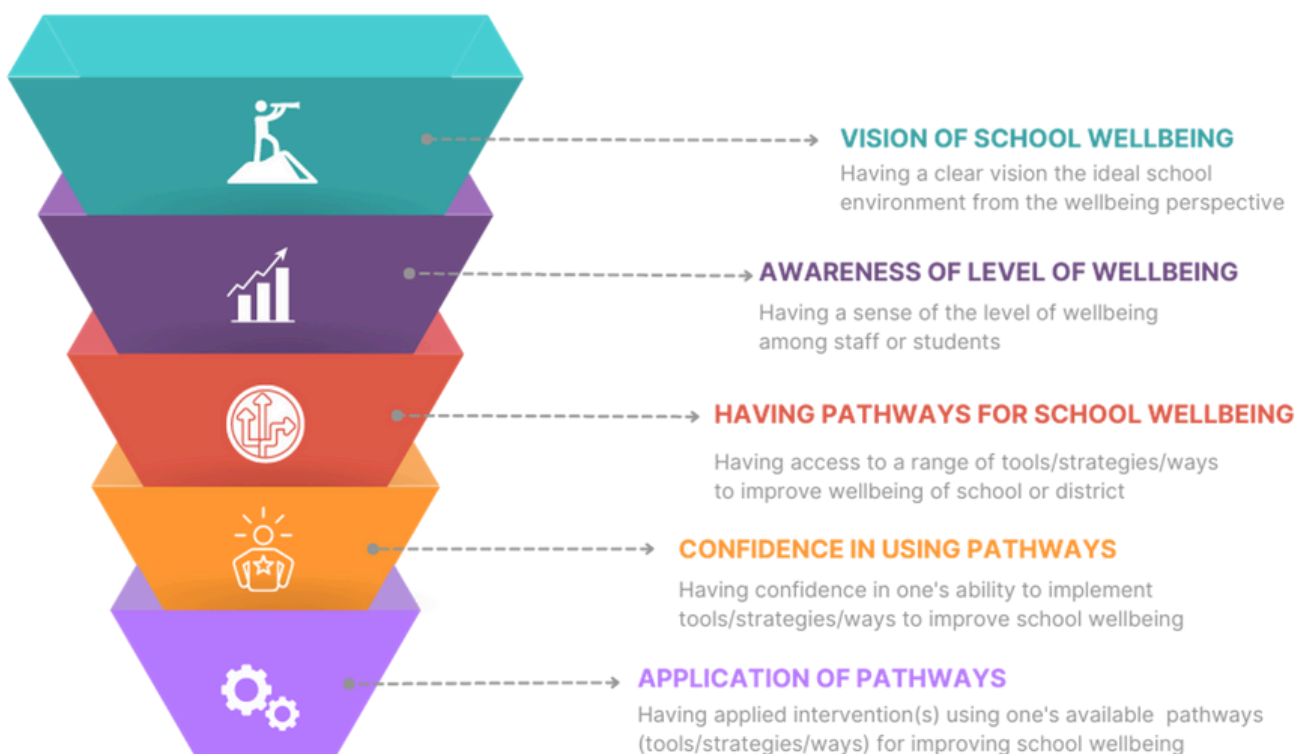 VISION OF SCHOOL WELLBEING
Having a clear vision the ideal school
environment from the wellbeing perspective
AWARENESS OF LEVEL OF WELLBEING
Having a sense of the level of wellbeing
among staff or students
HAVING PATHWAYS FOR SCHOOL WELLBEING
Having access to a range of tools/strategies/ways
to improve wellbeing of school or district
CONFIDENCE IN USING PATHWAYS
Having confidence in one's ability to implement
tools/strategies/ways to improve school wellbeing
APPLICATION OF PATHWAYS
Having applied intervention(s) using one's available pathways
(tools/strategies/ways) for improving school wellbeing